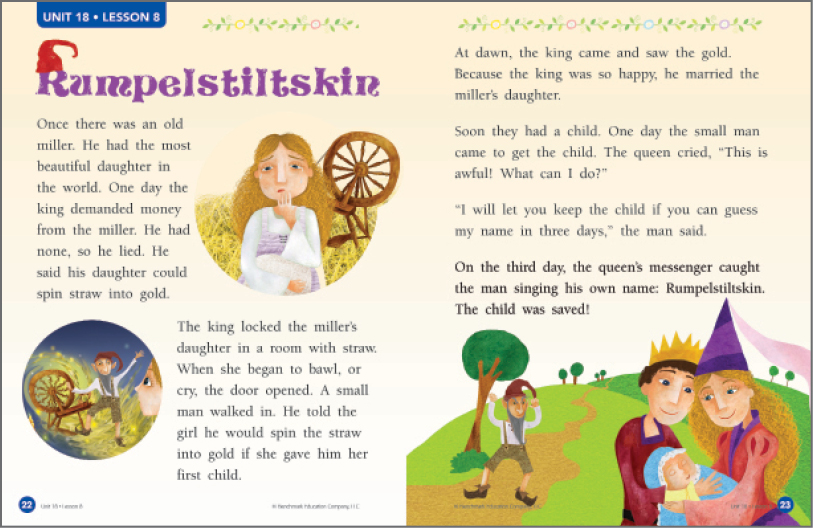 UNIT 18 • LESSON 8
Rumpelstiltskin
Once there was an old
miller. He had the most
beautiful daughter in
the world. One day the
king demanded money
from the miller. He had
none, so he lied. He
said his daughter could
spin straw into gold.
The king locked the miller's
daughter in a room with straw.
When she began to bawl, or
cry, the door opened. A small
man walked in. He told the
girl he would spin the straw
into gold if she gave him her
first child.
22 Unit 18 • Lesson 8
© Benchmark Education Company, LLC
At dawn, the king came and saw the gold.
Because the king was so happy, he married the
miller's daughter.
Soon they had a child. One day the small man
came to get the child. The queen cried, "This is
awful! What can I do?"
"I will let you keep the child if you can guess
my name in three days," the man said.
On the third day, the queen's messenger caught
the man singing his own name: Rumpelstiltskin.
The child was saved!
© Benchmark Education Company, LLC
Unit 18 23